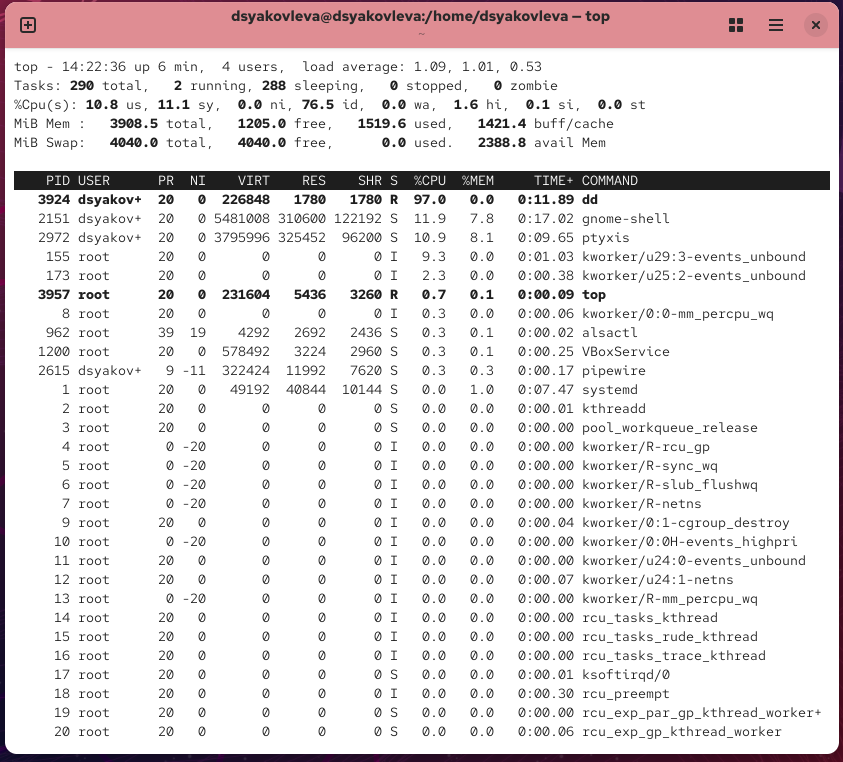 dsyakovleva@dsyakovleva:/home/dsyakovleva — top
~
top - 14:22:36 up 6 min,  4 users,  load average: 1.09, 1.01, 0.53
Tasks: 290 total,   2 running, 288 sleeping,   0 stopped,   0 zombie
%Cpu(s): 10.8 us, 11.1 sy,  0.0 ni, 76.5 id,  0.0 wa,  1.6 hi,  0.1 si,  0.0 st
MiB Mem :   3908.5 total,   1205.0 free,   1519.6 used,   1421.4 buff/cache
MiB Swap:   4040.0 total,   4040.0 free,      0.0 used.   2388.8 avail Mem
PID USER      PR  NI    VIRT    RES    SHR S  %CPU  %MEM     TIME+ COMMAND
3924 dsyakov+  20   0  226848   1780   1780 R  97.0   0.0   0:11.89 dd
2151 dsyakov+  20   0 5481008 310600 122192 S  11.9   7.8   0:17.02 gnome-shell
2972 dsyakov+  20   0 3795996 325452  96200 S  10.9   8.1   0:09.65 ptyxis
155 root      20   0       0      0      0 I   9.3   0.0   0:01.03 kworker/u29:3-events_unbound
173 root      20   0       0      0      0 I   2.3   0.0   0:00.38 kworker/u25:2-events_unbound
3957 root      20   0  231604   5436   3260 R   0.7   0.1   0:00.09 top
8 root      20   0       0      0      0 I   0.3   0.0   0:00.06 kworker/0:0-mm_percpu_wq
962 root      39  19    4292   2692   2436 S   0.3   0.1   0:00.02 alsactl
1200 root      20   0  578492   3224   2960 S   0.3   0.1   0:00.25 VBoxService
2615 dsyakov+   9 -11  322424  11992   7620 S   0.3   0.3   0:00.17 pipewire
1 root      20   0   49192  40844  10144 S   0.0   1.0   0:07.47 systemd
2 root      20   0       0      0      0 S   0.0   0.0   0:00.01 kthreadd
3 root      20   0       0      0      0 S   0.0   0.0   0:00.00 pool_workqueue_release
4 root       0 -20       0      0      0 I   0.0   0.0   0:00.00 kworker/R-rcu_gp
5 root       0 -20       0      0      0 I   0.0   0.0   0:00.00 kworker/R-sync_wq
6 root       0 -20       0      0      0 I   0.0   0.0   0:00.00 kworker/R-slub_flushwq
7 root       0 -20       0      0      0 I   0.0   0.0   0:00.00 kworker/R-netns
9 root      20   0       0      0      0 I   0.0   0.0   0:00.04 kworker/0:1-cgroup_destroy
10 root       0 -20       0      0      0 I   0.0   0.0   0:00.00 kworker/0:0H-events_highpri
11 root      20   0       0      0      0 I   0.0   0.0   0:00.00 kworker/u24:0-events_unbound
12 root      20   0       0      0      0 I   0.0   0.0   0:00.07 kworker/u24:1-netns
13 root       0 -20       0      0      0 I   0.0   0.0   0:00.00 kworker/R-mm_percpu_wq
14 root      20   0       0      0      0 I   0.0   0.0   0:00.00 rcu_tasks_kthread
15 root      20   0       0      0      0 I   0.0   0.0   0:00.00 rcu_tasks_rude_kthread
16 root      20   0       0      0      0 I   0.0   0.0   0:00.00 rcu_tasks_trace_kthread
17 root      20   0       0      0      0 S   0.0   0.0   0:00.01 ksoftirqd/0
18 root      20   0       0      0      0 I   0.0   0.0   0:00.30 rcu_preempt
19 root      20   0       0      0      0 S   0.0   0.0   0:00.00 rcu_exp_par_gp_kthread_worker+
20 root      20   0       0      0      0 S   0.0   0.0   0:00.06 rcu_exp_gp_kthread_worker